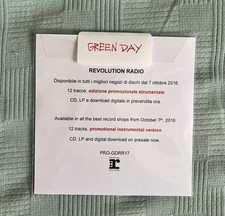 GREEN DAY
REVOLUTION RADIO
Disponibile in tutti i migliori negozi di dischi dal 7 ottobre 2016
12 tracce, edizione promozionale strumentale
CD, LP e download digitale in prevendita ora.
Available in all the best record shops from October 7th, 2016
12 tracks, promotional instrumental version
CD, LP and digital download on presale now.
PRO-GDRR17